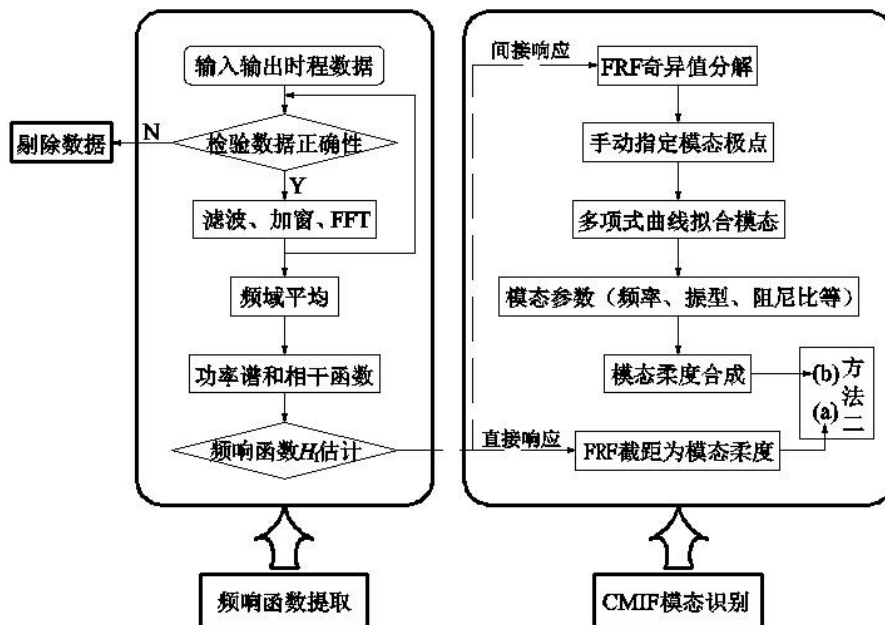 输入输出时程数据
检验数据正确性
N
剔除数据
Y
滤波、加窗、FFT
频域平均
功率谱和相干函数
频响函数H₁估计
频响函数提取
间接响应
FRF奇异值分解
手动指定模态极点
多项式曲线拟合模态
模态参数（频率、振型、阻尼比等）
模态柔度合成
直接响应
FRF截距为模态柔度
(b)
(a)
方法二
CMIF模态识别